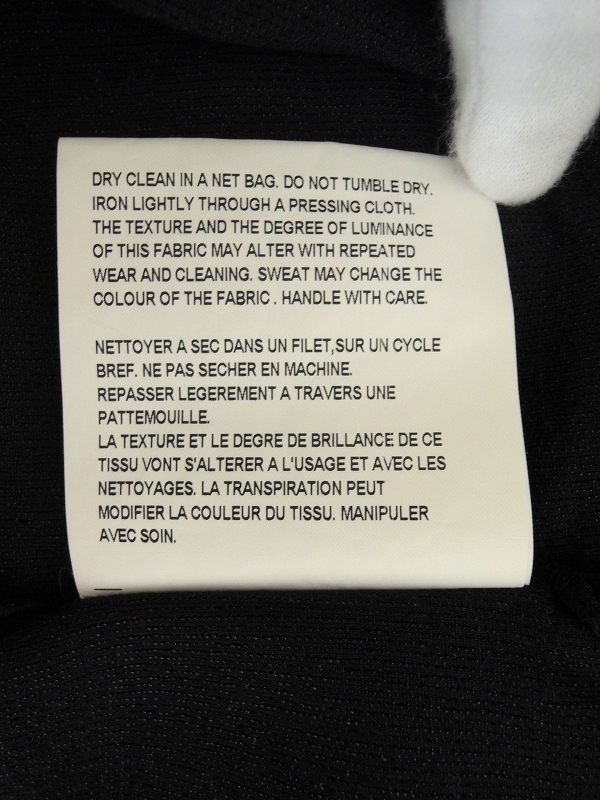 DRY CLEAN IN A NET BAG. DO NOT TUMBLE DRY.
IRON LIGHTLY THROUGH A PRESSING CLOTH.
THE TEXTURE AND THE DEGREE OF LUMINANCE
OF THIS FABRIC MAY ALTER WITH REPEATED
WEAR AND CLEANING. SWEAT MAY CHANGE THE
COLOUR OF THE FABRIC . HANDLE WITH CARE.
NETTOYER A SEC DANS UN FILET,SUR UN CYCLE
BREF. NE PAS SECHER EN MACHINE.
REPASSER LEGEREMENT A TRAVERS UNE
PATTEMOUILLE.
LA TEXTURE ET LE DEGRE DE BRILLANCE DE CE
TISSU VONT S'ALTERER A L'USAGE ET AVEC LES
NETTOYAGES. LA TRANSPIRATION PEUT
MODIFIER LA COULEUR DU TISSU. MANIPULER
AVEC SOIN.